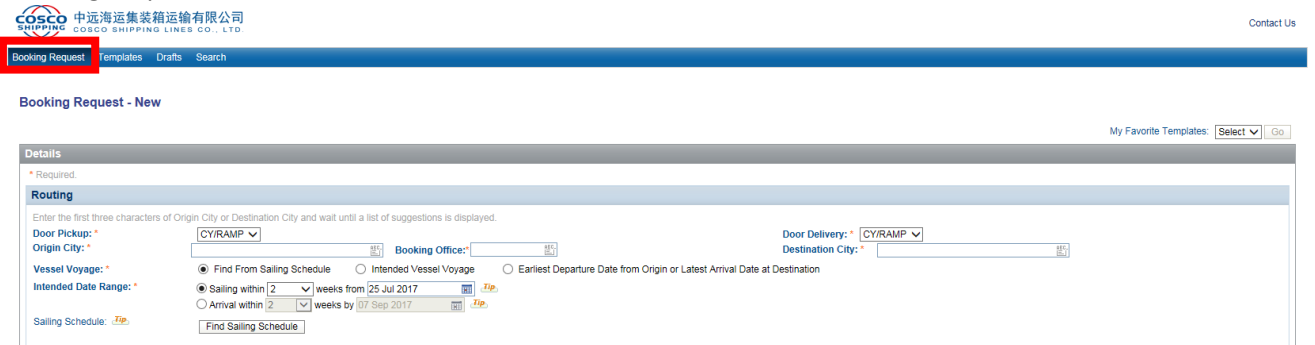 COSCO SHIPPING 中远海运集装箱运输有限公司
COSCO SHIPPING LINES CO., LTD.
Contact Us
Booking Request Templates Drafts Search
Booking Request - New
My Favorite Templates: Select Go
Details
* Required.
Routing
Enter the first three characters of Origin City or Destination City and wait until a list of suggestions is displayed.
Door Pickup: * CY/RAMP Door Delivery: * CY/RAMP
Origin City: * Booking Office:* Destination City: *
Vessel Voyage: * Find From Sailing Schedule Intended Vessel Voyage Earliest Departure Date from Origin or Latest Arrival Date at Destination
Intended Date Range: * Sailing within 2 weeks from 25 Jul 2017 Tip
Arrival within 2 weeks by 07 Sep 2017 Tip
Sailing Schedule: Tip Find Sailing Schedule